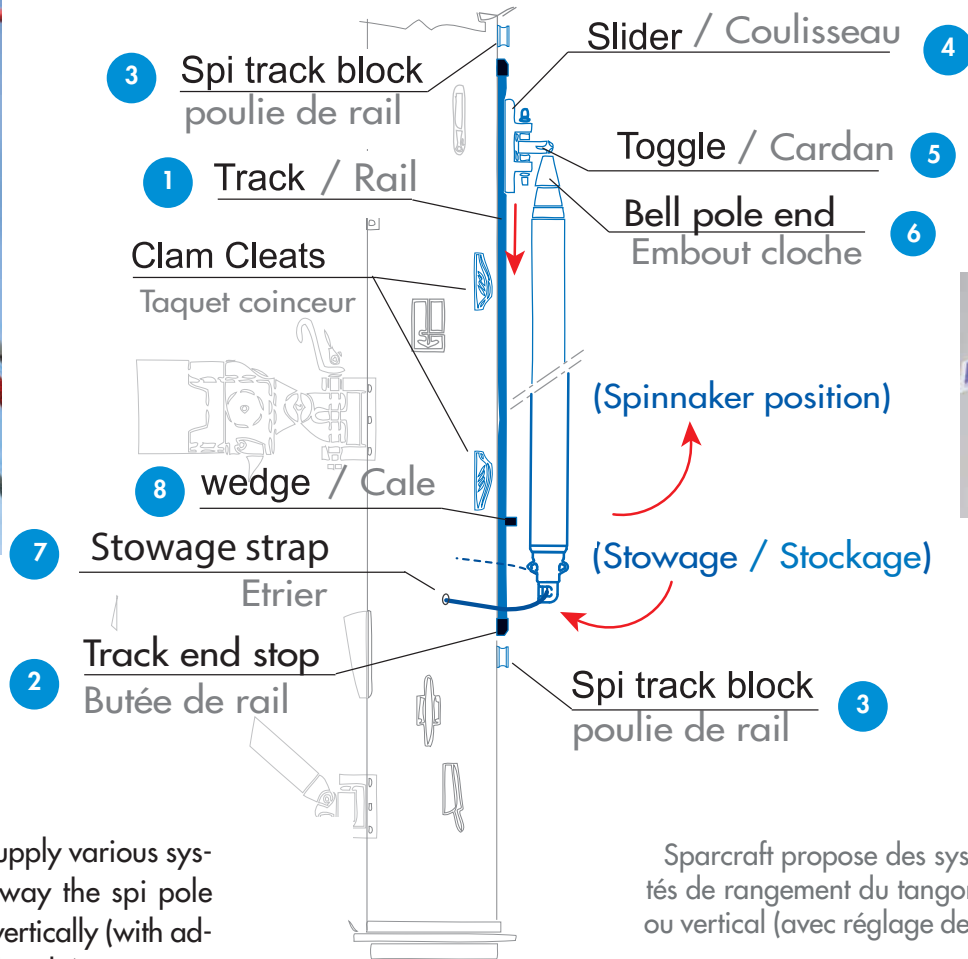 Slider / Coulisseau
4
3
Spi track block
poulie de rail
Toggle / Cardan
5
1
Track / Rail
Bell pole end
6
Embout cloche
Clam Cleats
Taquet coinceur
(Spinnaker position)
8
wedge / Cale
7
Stowage strap
Etrier
(Stowage / Stockage)
2
Track end stop
Butée de rail
Spi track block
3
poulie de rail
upply various sys-
way the spi pole
vertically (with ad-
Sparcraft propose des sys
tés de rangement du tangor
ou vertical (avec réglage de